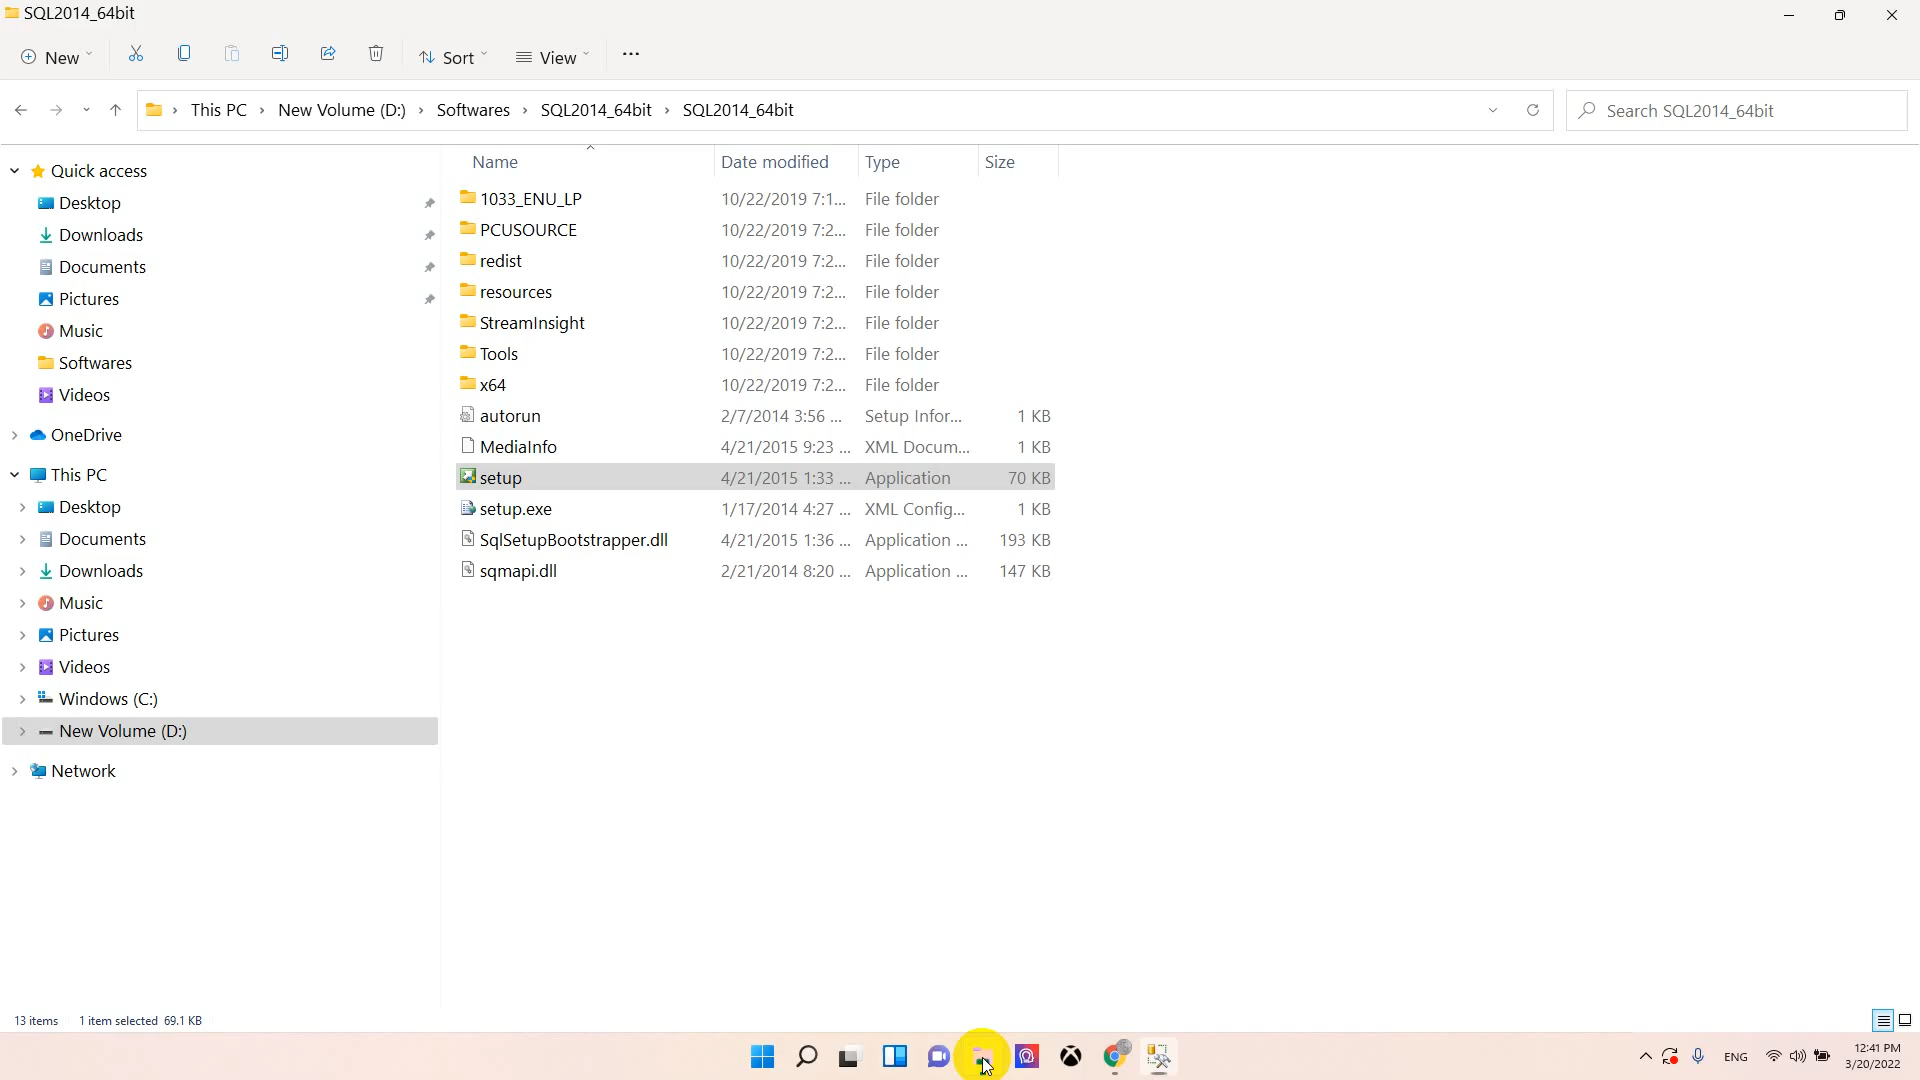 SQL2014_64bit
New Sort View
This PC New Volume (D:) Softwares SQL2014_64bit SQL2014_64bit Search SQL2014_64bit
Name Date modified Type Size
Quick access
Desktop
Downloads
Documents
Pictures
Music
Softwares
Videos
OneDrive
This PC
Desktop
Documents
Downloads
Music
Pictures
Videos
Windows (C:)
New Volume (D:)
Network
1033_ENU_LP 10/22/2019 7:1... File folder
PCUSOURCE 10/22/2019 7:2... File folder
redist 10/22/2019 7:2... File folder
resources 10/22/2019 7:2... File folder
StreamInsight 10/22/2019 7:2... File folder
Tools 10/22/2019 7:2... File folder
x64 10/22/2019 7:2... File folder
autorun 2/7/2014 3:56 ... Setup Infor... 1 KB
MediaInfo 4/21/2015 9:23 ... XML Docum... 1 KB
setup 4/21/2015 1:33 ... Application 70 KB
setup.exe 1/17/2014 4:27 ... XML Config... 1 KB
SqlSetupBootstrapper.dll 4/21/2015 1:36 ... Application ... 193 KB
sqmapi.dll 2/21/2014 8:20 ... Application ... 147 KB
13 items 1 item selected 69.1 KB
ENG 12:41 PM
3/20/2022